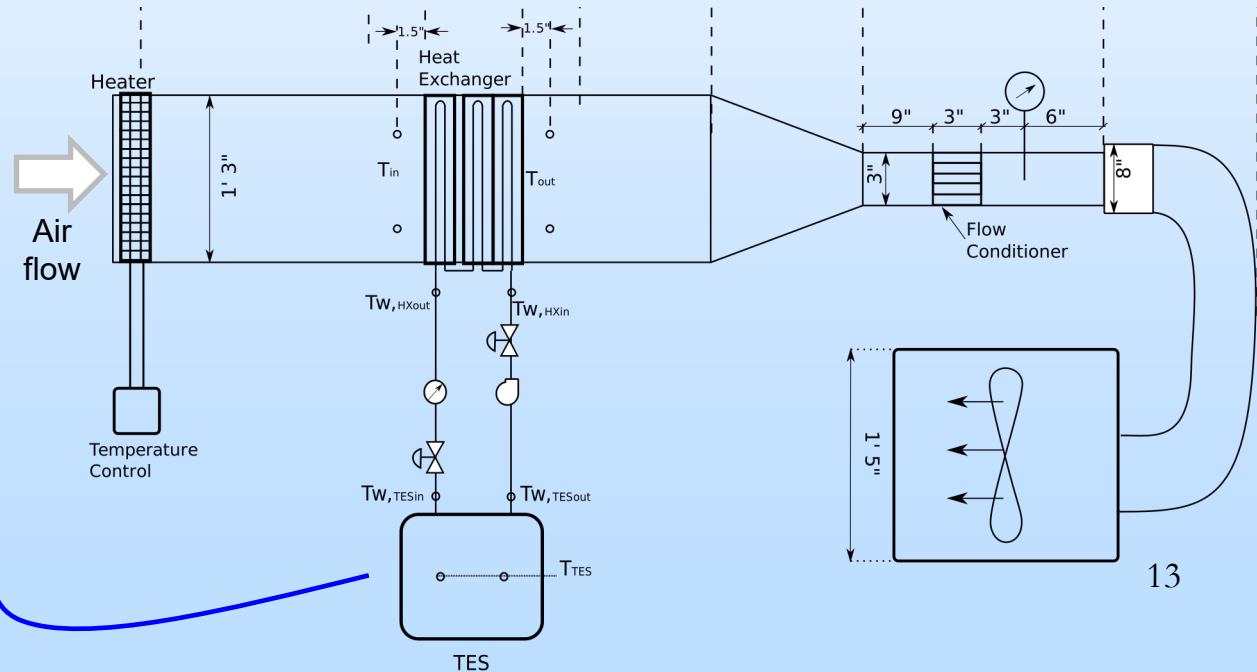 1.5"
1.5"
Heat
Exchanger
Heater
9"
3"
3"
6"
1' 3"
Tin
Tout
3"
8"
Air
flow
Flow
Conditioner
Tw,HXout
Tw,HXin
Temperature
Control
1' 5"
Tw,TESin
Tw,TESout
TTES
13
TES